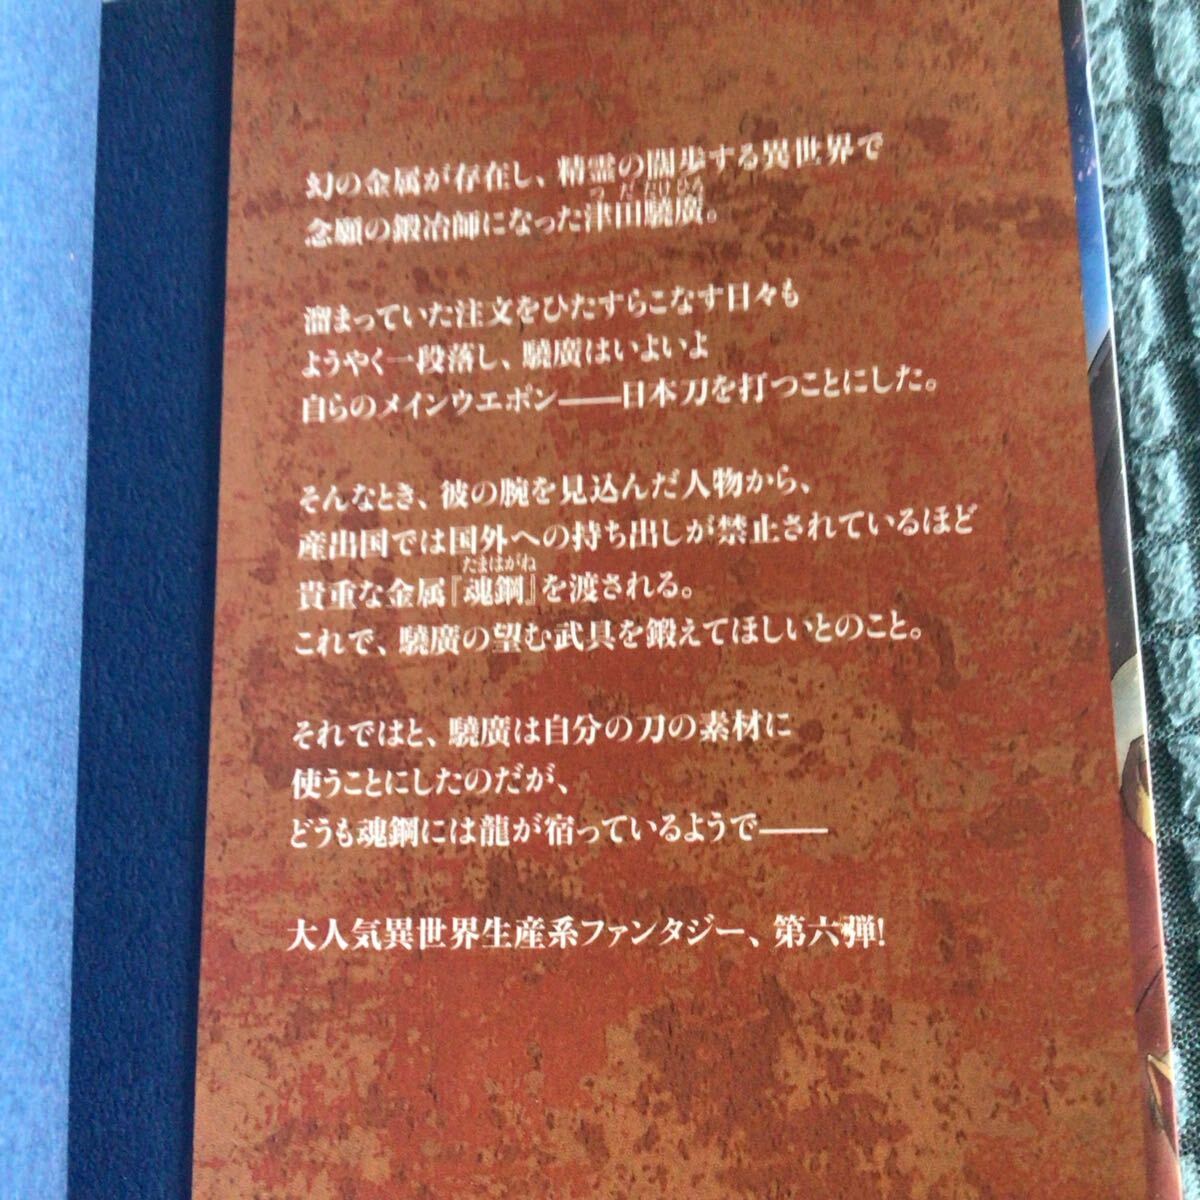 幻の金属が存在し、精霊の闊歩する異世界で
つだたけひろ
念願の鍛冶師になった津田驍廣。
溜まっていた注文をひたすらこなす日々も
ようやく一段落し、驍廣はいよいよ
自らのメインウエポン――日本刀を打つことにした。
そんなとき、彼の腕を見込んだ人物から、
産出国では国外への持ち出しが禁止されているほど
たまはがね
貴重な金属『魂鋼』を渡される。
これで、驍廣の望む武具を鍛えてほしいとのこと。
それではと、驍廣は自分の刀の素材に
使うことにしたのだが、
どうも魂鋼には龍が宿っているようで――
大人気異世界生産系ファンタジー、第六弾!